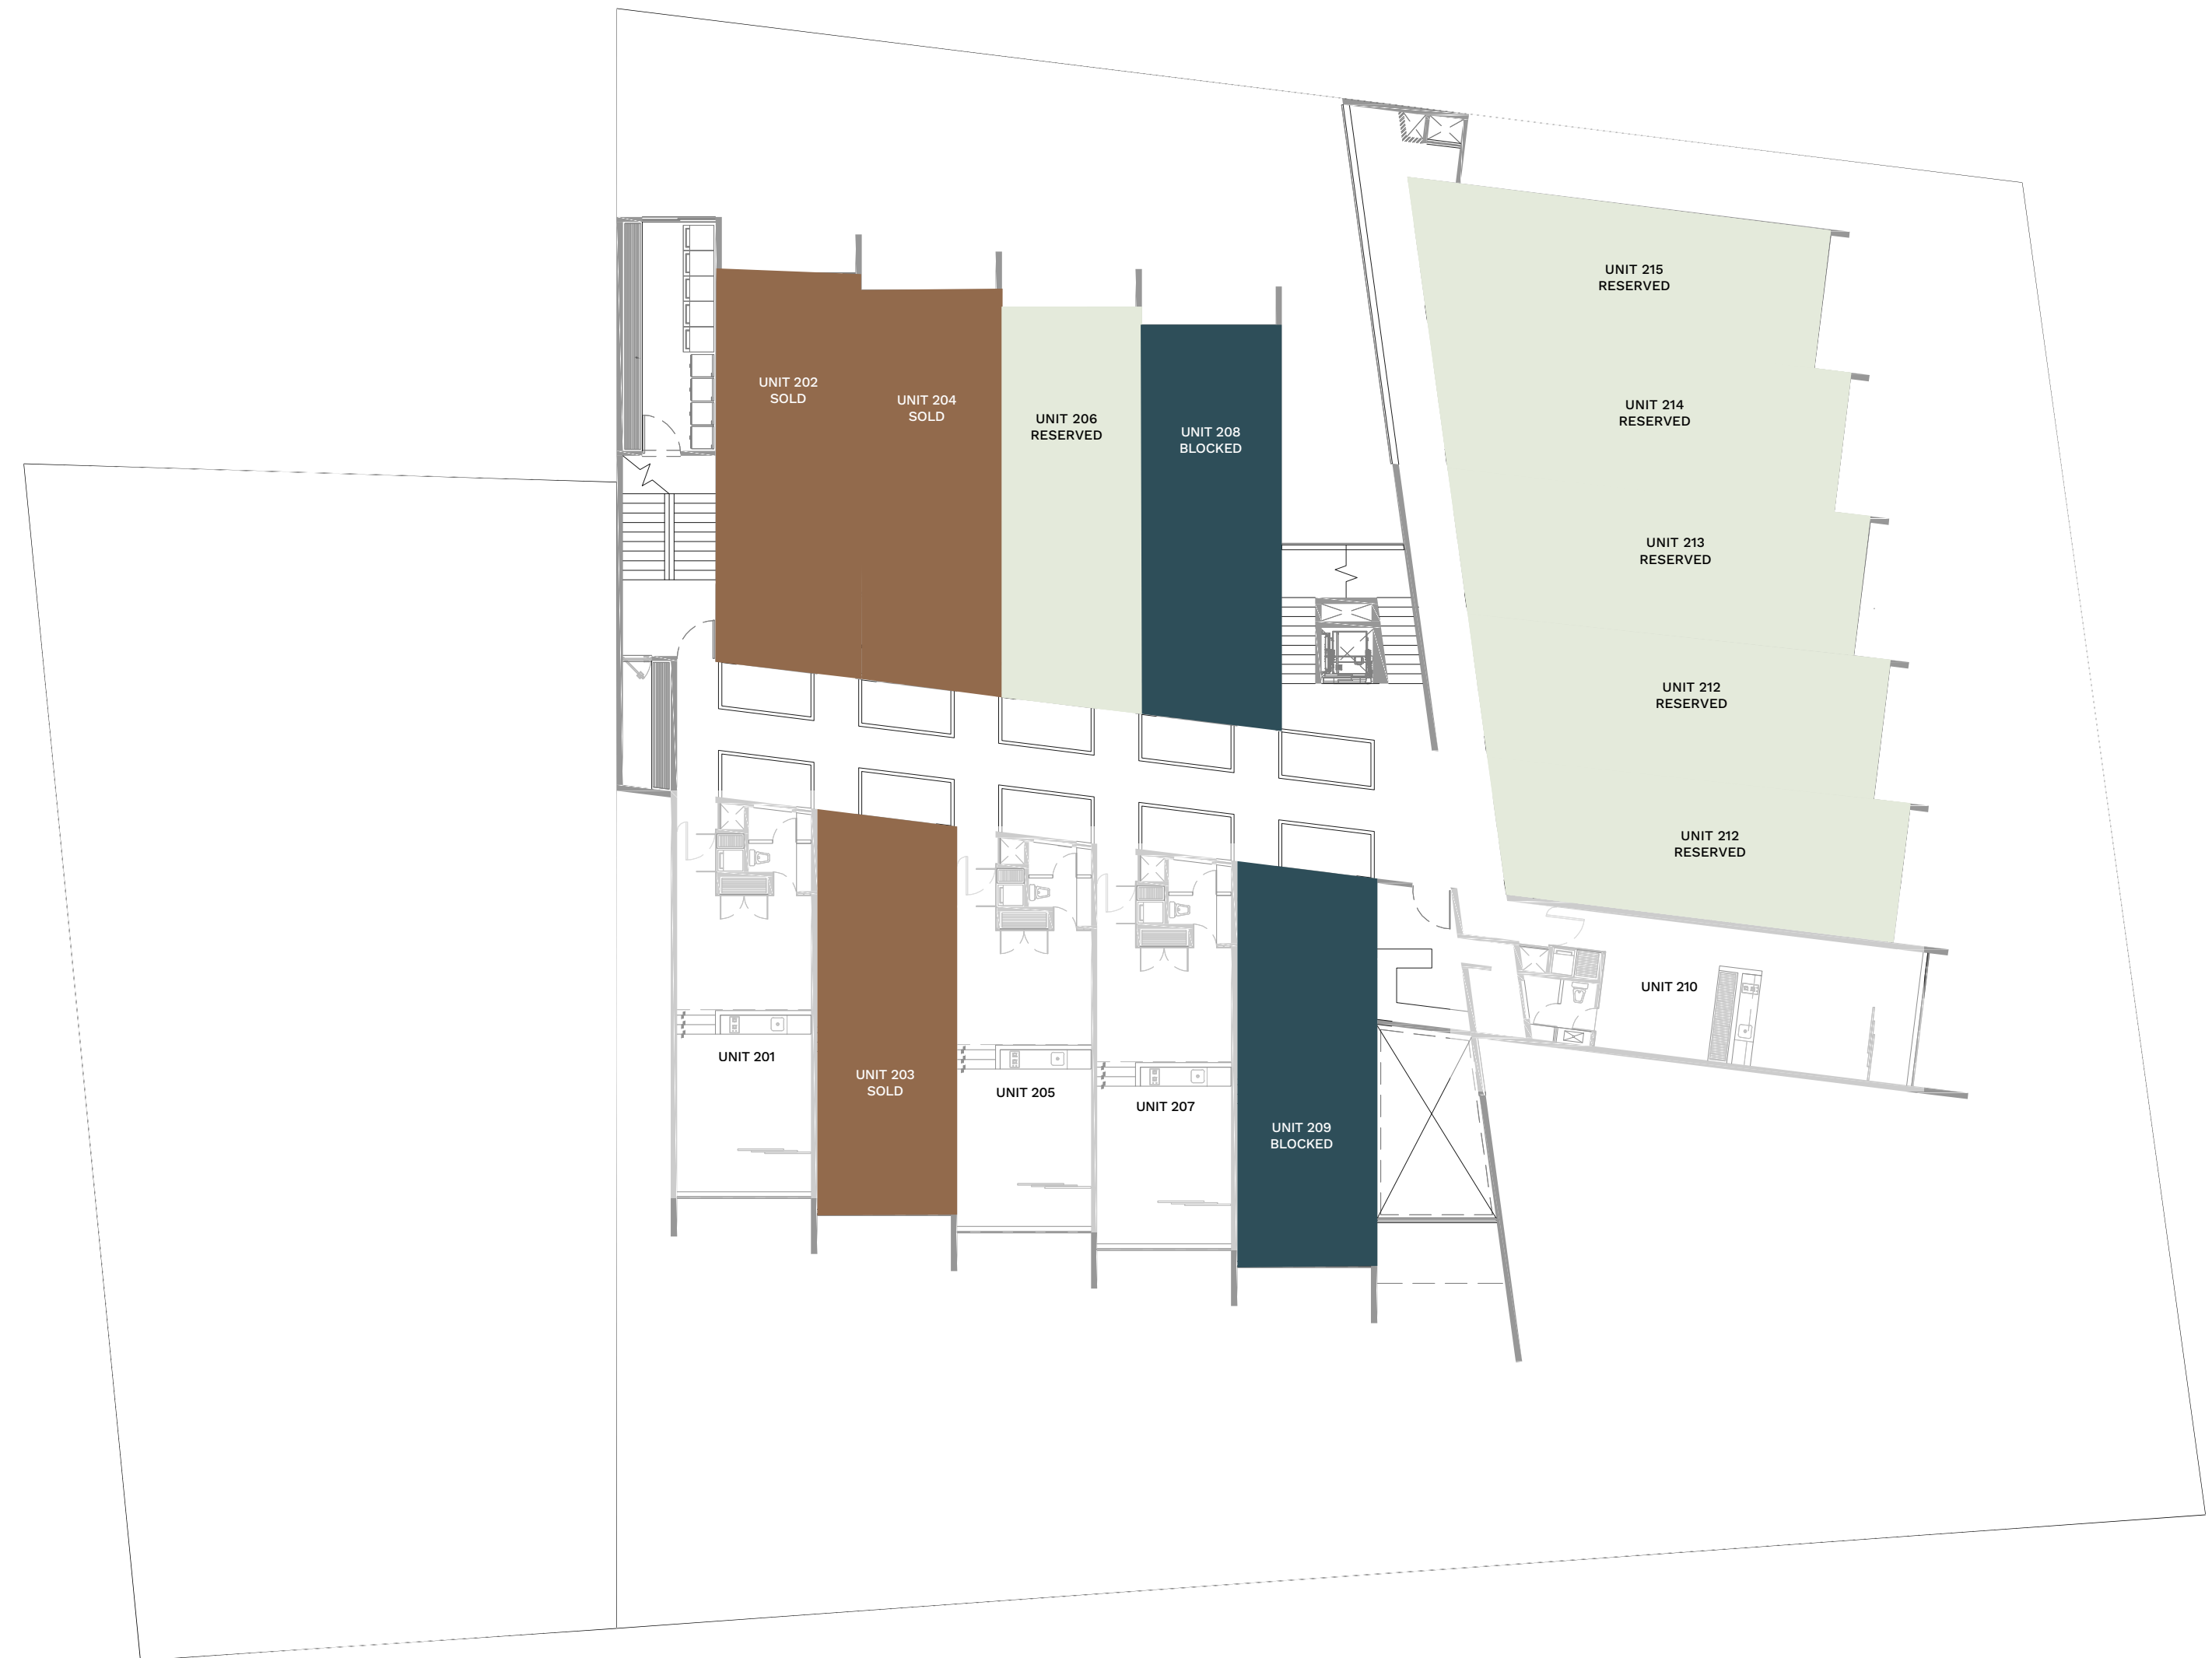 UNIT 215
RESERVED
UNIT 202
SOLD
UNIT 204
SOLD
UNIT 206
RESERVED
UNIT 208
BLOCKED
UNIT 214
RESERVED
UNIT 213
RESERVED
UNIT 212
RESERVED
UNIT 212
RESERVED
UNIT 210
UNIT 201
UNIT 203
SOLD
UNIT 205
UNIT 207
UNIT 209
BLOCKED